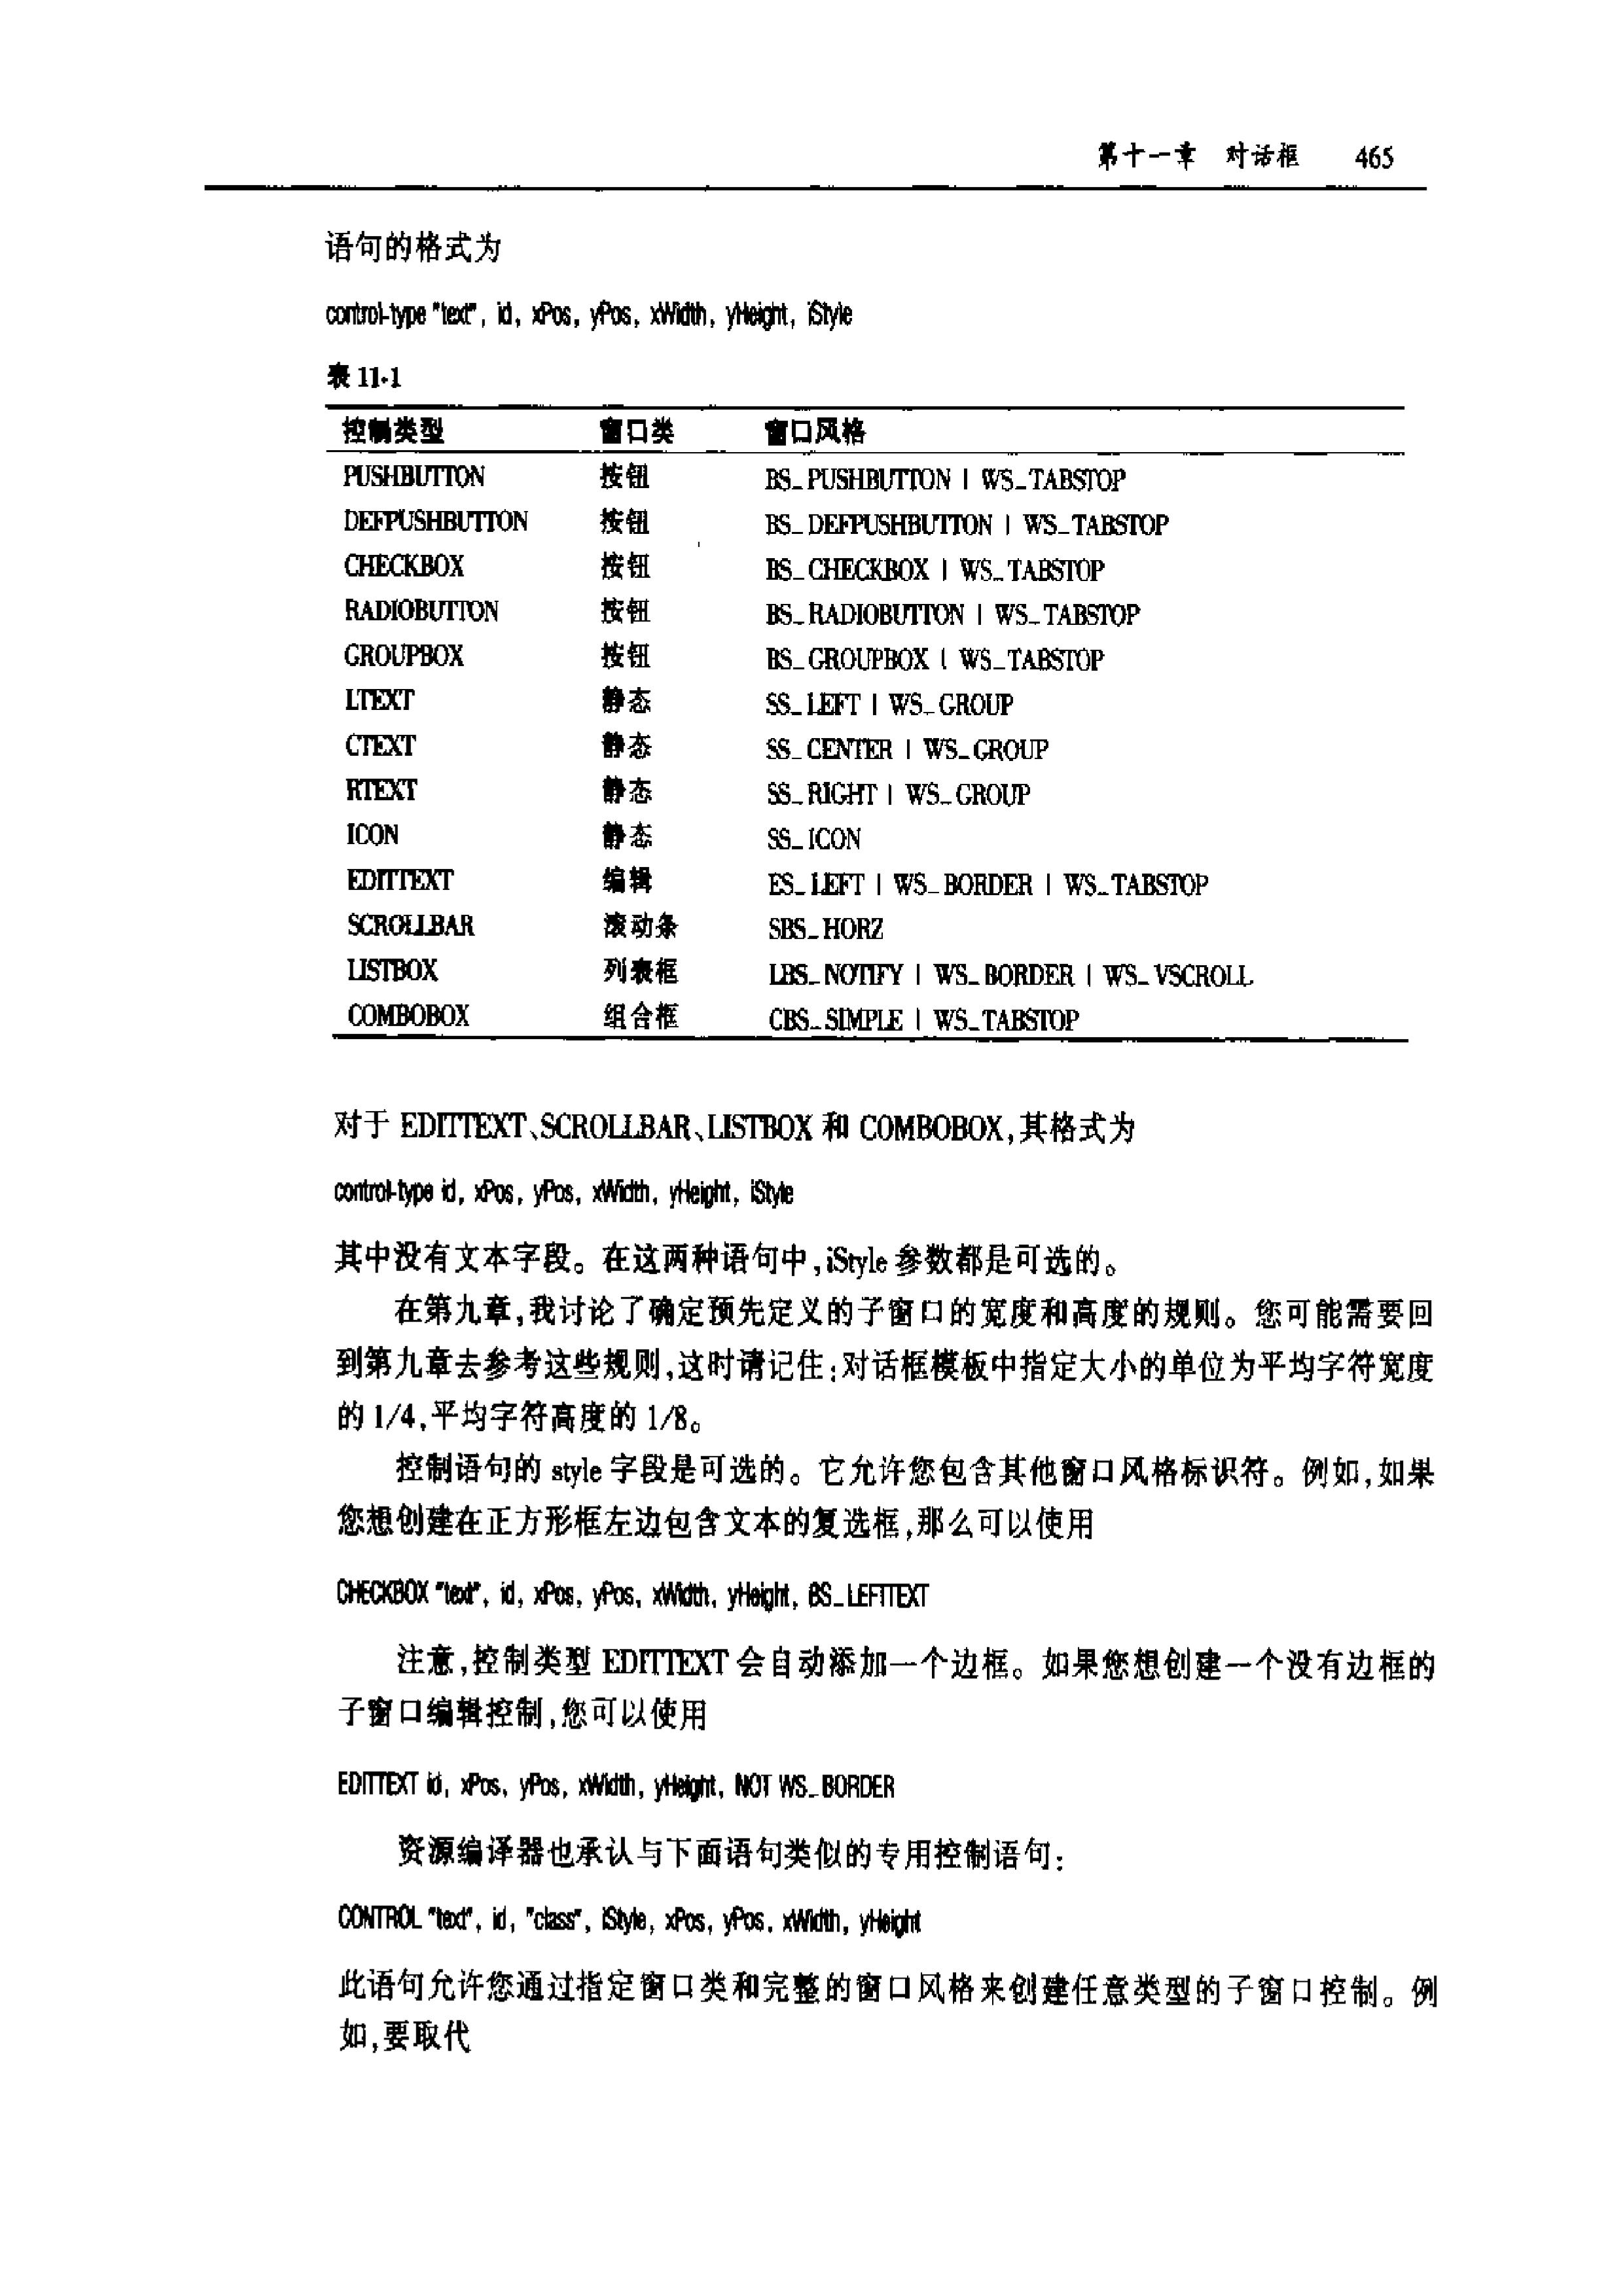 第十一章 对话框 465
语句的格式为
control-type "text", id, xPos, yPos, xWidth, yHeight, iStyle
表 11-1
控制类型 窗口类 窗口风格
PUSHBUTTON 按钮 BS_PUSHBUTTON | WS_TABSTOP
DEFPUSHBUTTON 按钮 BS_DEFPUSHBUTTON | WS_TABSTOP
CHECKBOX 按钮 BS_CHECKBOX | WS_TABSTOP
RADIOBUTTON 按钮 BS_RADIOBUTTON | WS_TABSTOP
GROUPBOX 按钮 BS_GROUPBOX | WS_TABSTOP
LTEXT 静态 SS_LEFT | WS_GROUP
CTEXT 静态 SS_CENTER | WS_GROUP
RTEXT 静态 SS_RIGHT | WS_GROUP
ICON 静态 SS_ICON
EDITTEXT 编辑 ES_LEFT | WS_BORDER | WS_TABSTOP
SCROLLBAR 滚动条 SBS_HORZ
LISTBOX 列表框 LBS_NOTIFY | WS_BORDER | WS_VSCROLL
COMBOBOX 组合框 CBS_SIMPLE | WS_TABSTOP
对于 EDITTEXT、SCROLLBAR、LISTBOX 和 COMBOBOX,其格式为
control-type id, xPos, yPos, xWidth, yHeight, iStyle
其中没有文本字段。在这两种语句中,iStyle 参数都是可选的。
在第九章,我讨论了确定预先定义的子窗口的宽度和高度的规则。您可能需要回
到第九章去参考这些规则,这时请记住:对话框模板中指定大小的单位为平均字符宽度
的 1/4,平均字符高度的 1/8。
控制语句的 style 字段是可选的。它允许您包含其他窗口风格标识符。例如,如果
您想创建在正方形框左边包含文本的复选框,那么可以使用
CHECKBOX "text", id, xPos, yPos, xWidth, yHeight, BS_LEFTTEXT
注意,控制类型 EDITTEXT 会自动添加一个边框。如果您想创建一个没有边框的
子窗口编辑控制,您可以使用
EDITTEXT id, xPos, yPos, xWidth, yHeight, NOT WS_BORDER
资源编译器也承认与下面语句类似的专用控制语句:
CONTROL "text", id, "class", iStyle, xPos, yPos, xWidth, yHeight
此语句允许您通过指定窗口类和完整的窗口风格来创建任意类型的子窗口控制。例
如,要取代